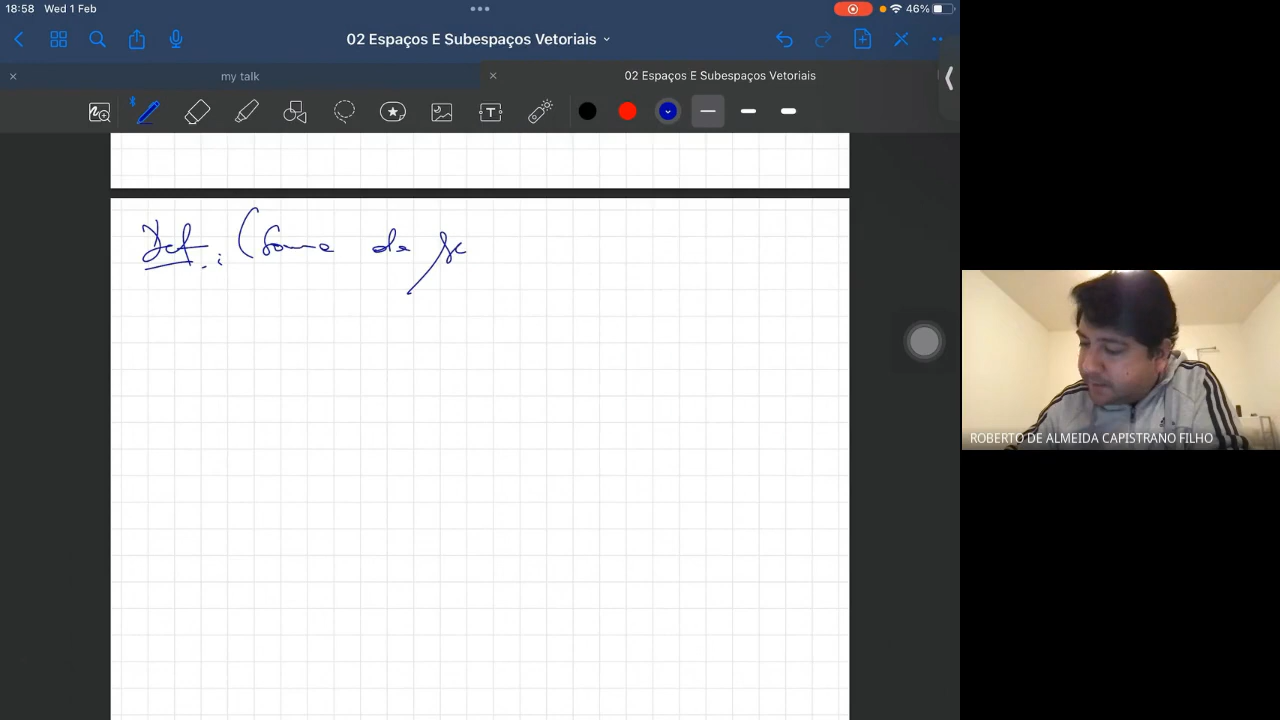 18:58 Wed 1 Feb
46%
02 Espaços E Subespaços Vetoriais
my talk
02 Espaços E Subespaços Vetoriais
T
Def.: (Soma de
ROBERTO DE ALMEIDA CAPISTRANO FILHO